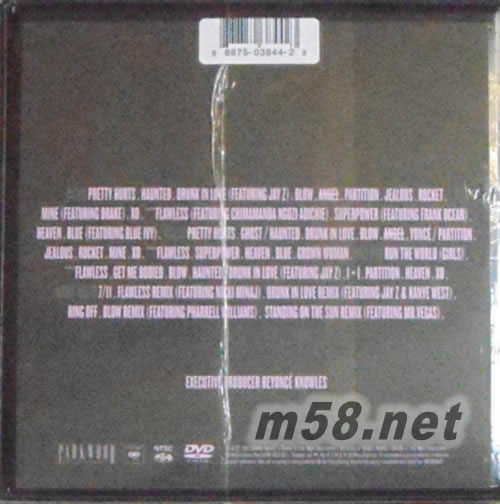 8 8875-03944-2 3
PRETTY HURTS . HAUNTED . DRUNK IN LOVE (FEATURING JAY Z) . BLOW . ANGEL . PARTITION . JEALOUS . ROCKET .
MINE (FEATURING DRAKE) . XO . ***FLAWLESS (FEATURING CHIMAMANDA NGOZI ADICHIE) . SUPERPOWER (FEATURING FRANK OCEAN) .
HEAVEN . BLUE (FEATURING BLUE IVY) . PRETTY HURTS . GHOST / HAUNTED . DRUNK IN LOVE . BLOW . ANGEL . YONCÉ / PARTITION .
JEALOUS . ROCKET . MINE . XO . ***FLAWLESS . SUPERPOWER . HEAVEN . BLUE . GROWN WOMAN RUN THE WORLD (GIRLS) .
***FLAWLESS . GET ME BODIED . BLOW . HAUNTED . DRUNK IN LOVE (FEATURING JAY Z) . 1 + 1 . PARTITION . HEAVEN . XO .
7/11 . FLAWLESS REMIX (FEATURING NICKI MINAJ) . DRUNK IN LOVE REMIX (FEATURING JAY Z & KANYE WEST) .
RING OFF . BLOW REMIX (FEATURING PHARRELL WILLIAMS) . STANDING ON THE SUN REMIX (FEATURING MR. VEGAS) .
EXECUTIVE PRODUCER BEYONCÉ KNOWLES
m58.net
PARKWOOD NTSC DVD